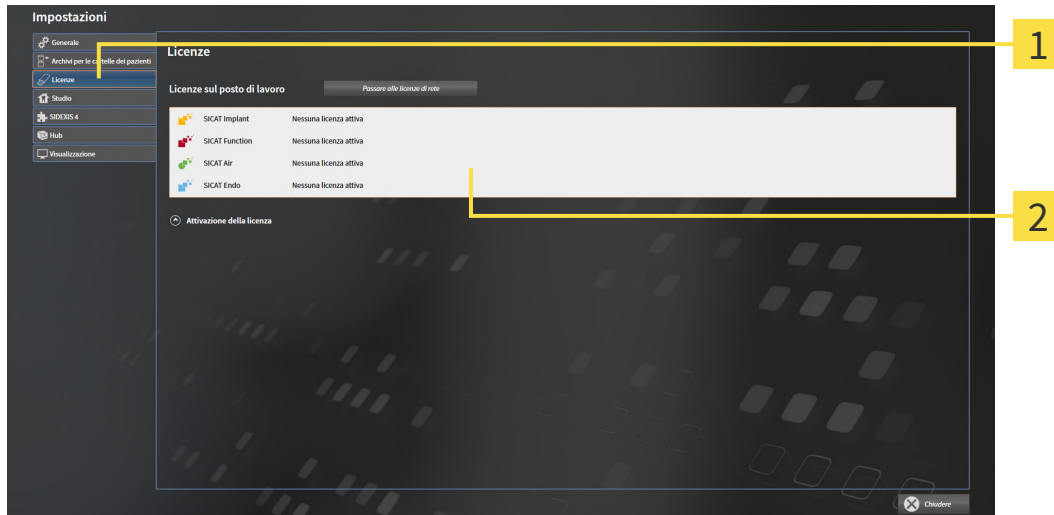 Impostazioni
Generale
Archivi per le cartelle dei pazienti
Licenze
Studio
SIDEXIS 4
Hub
Visualizzazione
Licenze
Licenze sul posto di lavoro
Passare alle licenze di rete
SICAT Implant Nessuna licenza attiva
SICAT Function Nessuna licenza attiva
SICAT Air Nessuna licenza attiva
SICAT Endo Nessuna licenza attiva
Attivazione della licenza
Chiudere
1
2